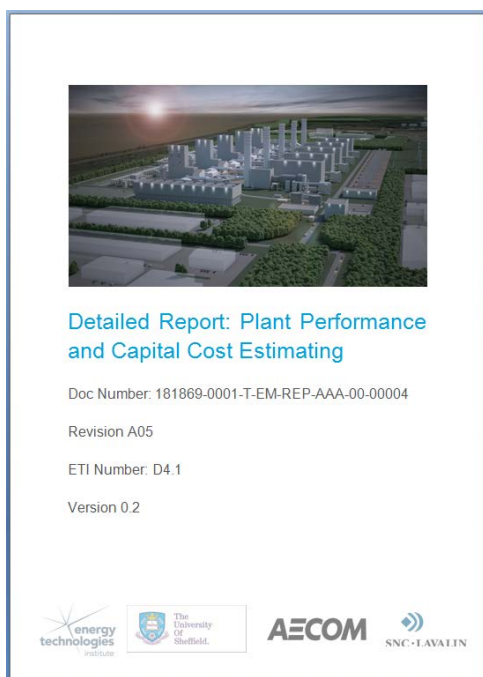 Detailed Report: Plant Performance
and Capital Cost Estimating
Doc Number: 181869-0001-T-EM-REP-AAA-00-00004
Revision A05
ETI Number: D4.1
Version 0.2
energy
technologies
institute
The
University
Of
Sheffield.
AECOM
SNC·LAVALIN